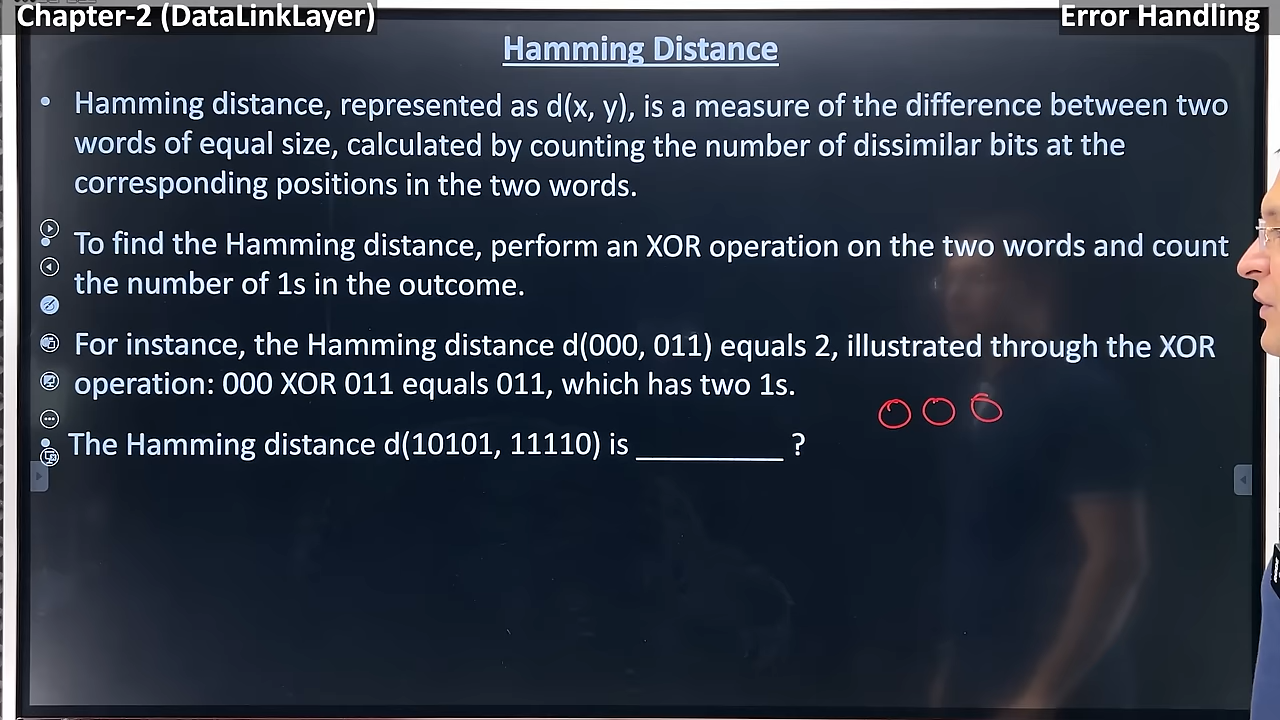 Chapter-2 (DataLinkLayer)
Error Handling
Hamming Distance
• Hamming distance, represented as d(x, y), is a measure of the difference between two
words of equal size, calculated by counting the number of dissimilar bits at the
corresponding positions in the two words.
• To find the Hamming distance, perform an XOR operation on the two words and count
the number of 1s in the outcome.
For instance, the Hamming distance d(000, 011) equals 2, illustrated through the XOR
operation: 000 XOR 011 equals 011, which has two 1s.
000
• The Hamming distance d(10101, 11110) is __________ ?